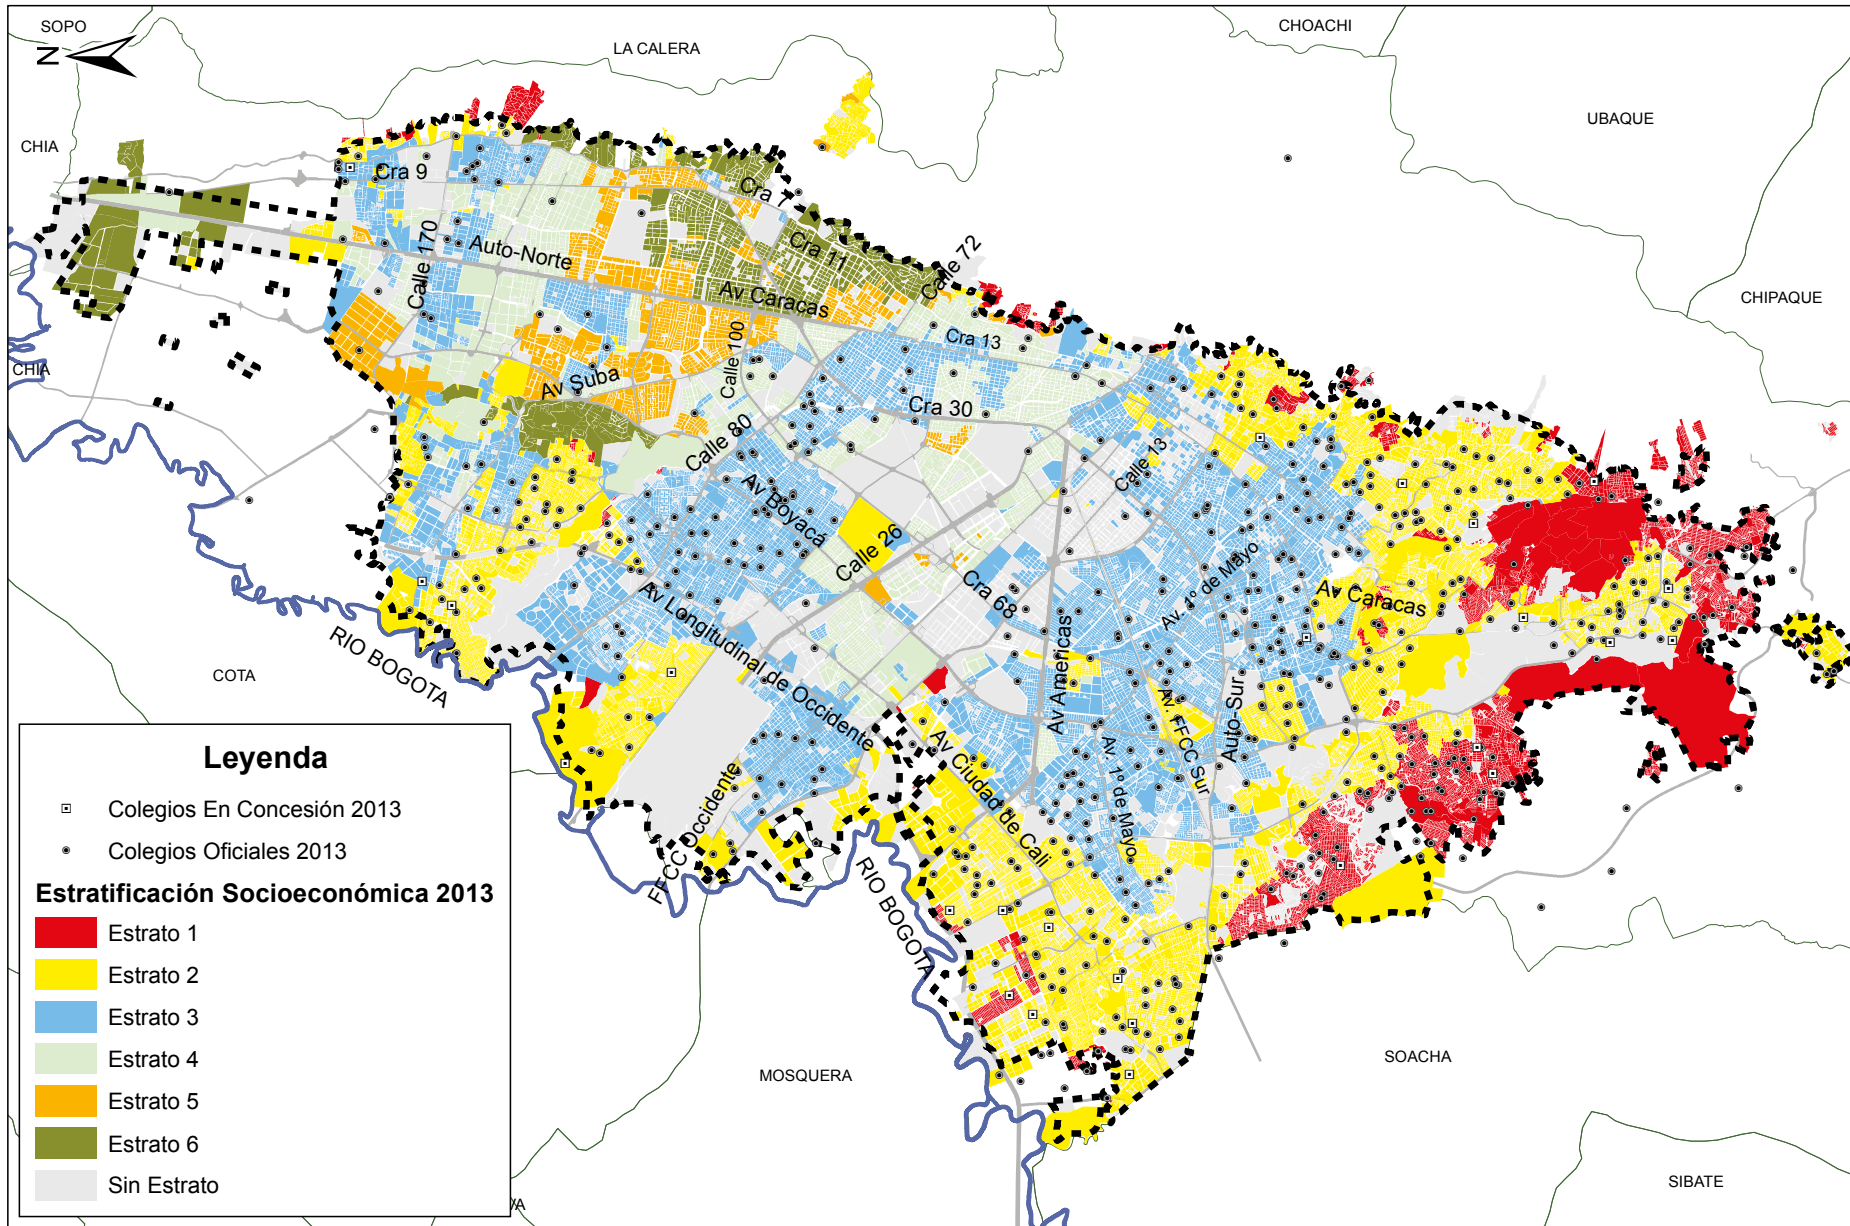 SOPO
N
LA CALERA
CHOACHI
UBAQUE
CHIA
CHIPAQUE
CHIA
Cra 9
Cra 7
Cra 11
Calle 72
Calle 170
Auto-Norte
Av Caracas
Cra 13
Calle 100
Av Suba
Cra 30
Calle 80
Calle 13
Av Boyacá
Calle 26
Cra 68
Av. 1º de Mayo
Av Caracas
Av Longitudinal de Occidente
Av Americas
COTA
RIO BOGOTA
Av. FFCC Sur
Auto-Sur
Av Ciudad de Cali
Av. 1º de Mayo
FFCC Occidente
RIO BOGOTA
MOSQUERA
SOACHA
SIBATE
Leyenda
Colegios En Concesión 2013
Colegios Oficiales 2013
Estratificación Socioeconómica 2013
Estrato 1
Estrato 2
Estrato 3
Estrato 4
Estrato 5
Estrato 6
Sin Estrato